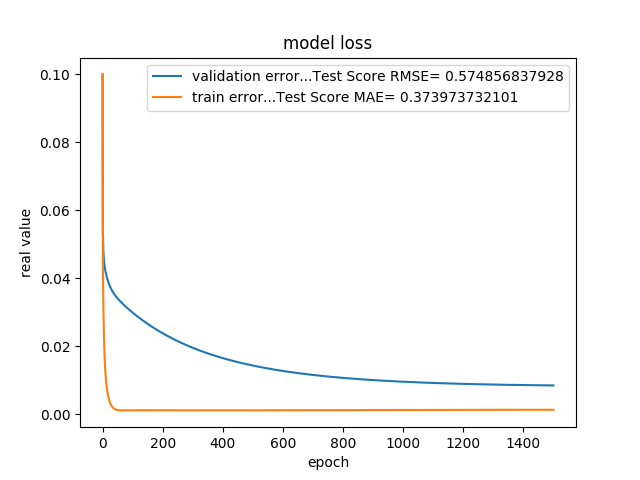 model loss
validation error...Test Score RMSE= 0.574856837928
train error...Test Score MAE= 0.373973732101
real value
0.10
0.08
0.06
0.04
0.02
0.00
0 200 400 600 800 1000 1200 1400
epoch